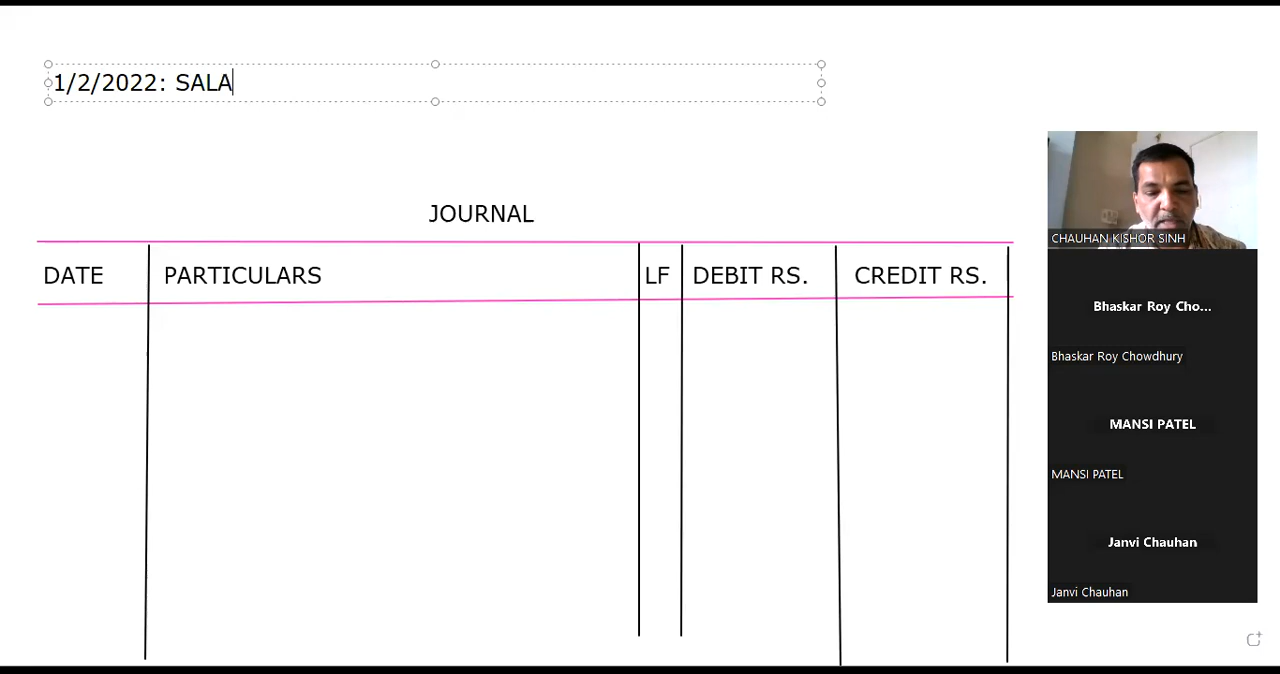 1/2/2022: SALA
JOURNAL
DATE PARTICULARS LF DEBIT RS. CREDIT RS.
CHAUHAN KISHOR SINH
Bhaskar Roy Cho...
Bhaskar Roy Chowdhury
MANSI PATEL
MANSI PATEL
Janvi Chauhan
Janvi Chauhan